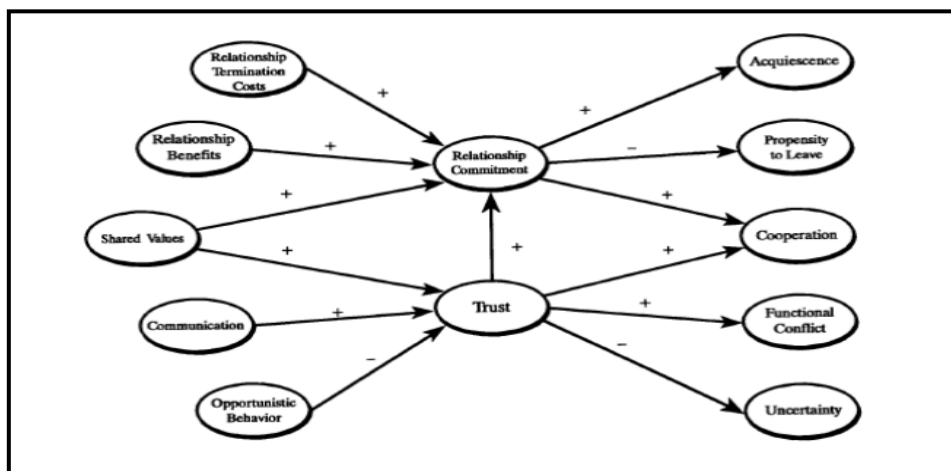 Relationship
Termination
Costs
+
Acquiescence
+
Relationship
Benefits
+
Relationship
Commitment
−
Propensity
to Leave
+
+
Shared Values
+
+
+
Cooperation
Communication
+
Trust
+
Functional
Conflict
−
−
Opportunistic
Behavior
Uncertainty